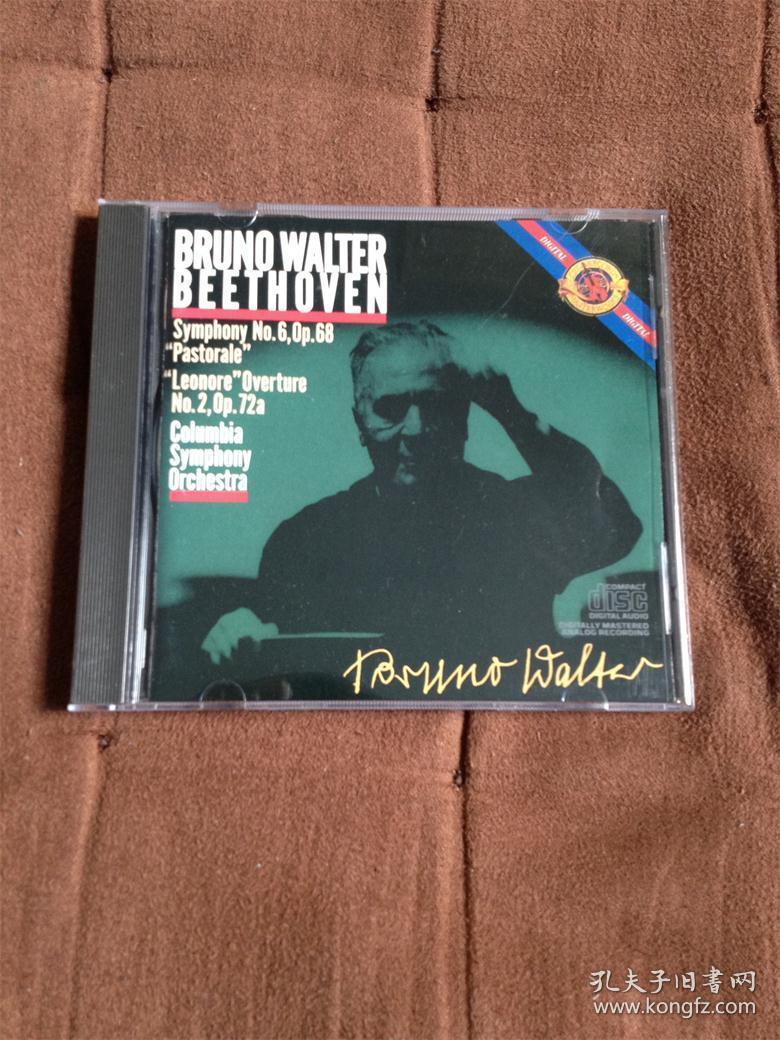 BRUNO WALTER
BEETHOVEN
Symphony No.6, Op.68
"Pastorale"
"Leonore" Overture
No.2, Op.72a
Columbia
Symphony
Orchestra
DIGITAL
DIGITAL
COMPACT
disc
DIGITAL AUDIO
DIGITALLY MASTERED
ANALOG RECORDING
Bruno Walter
孔夫子旧書网
www.kongfz.com